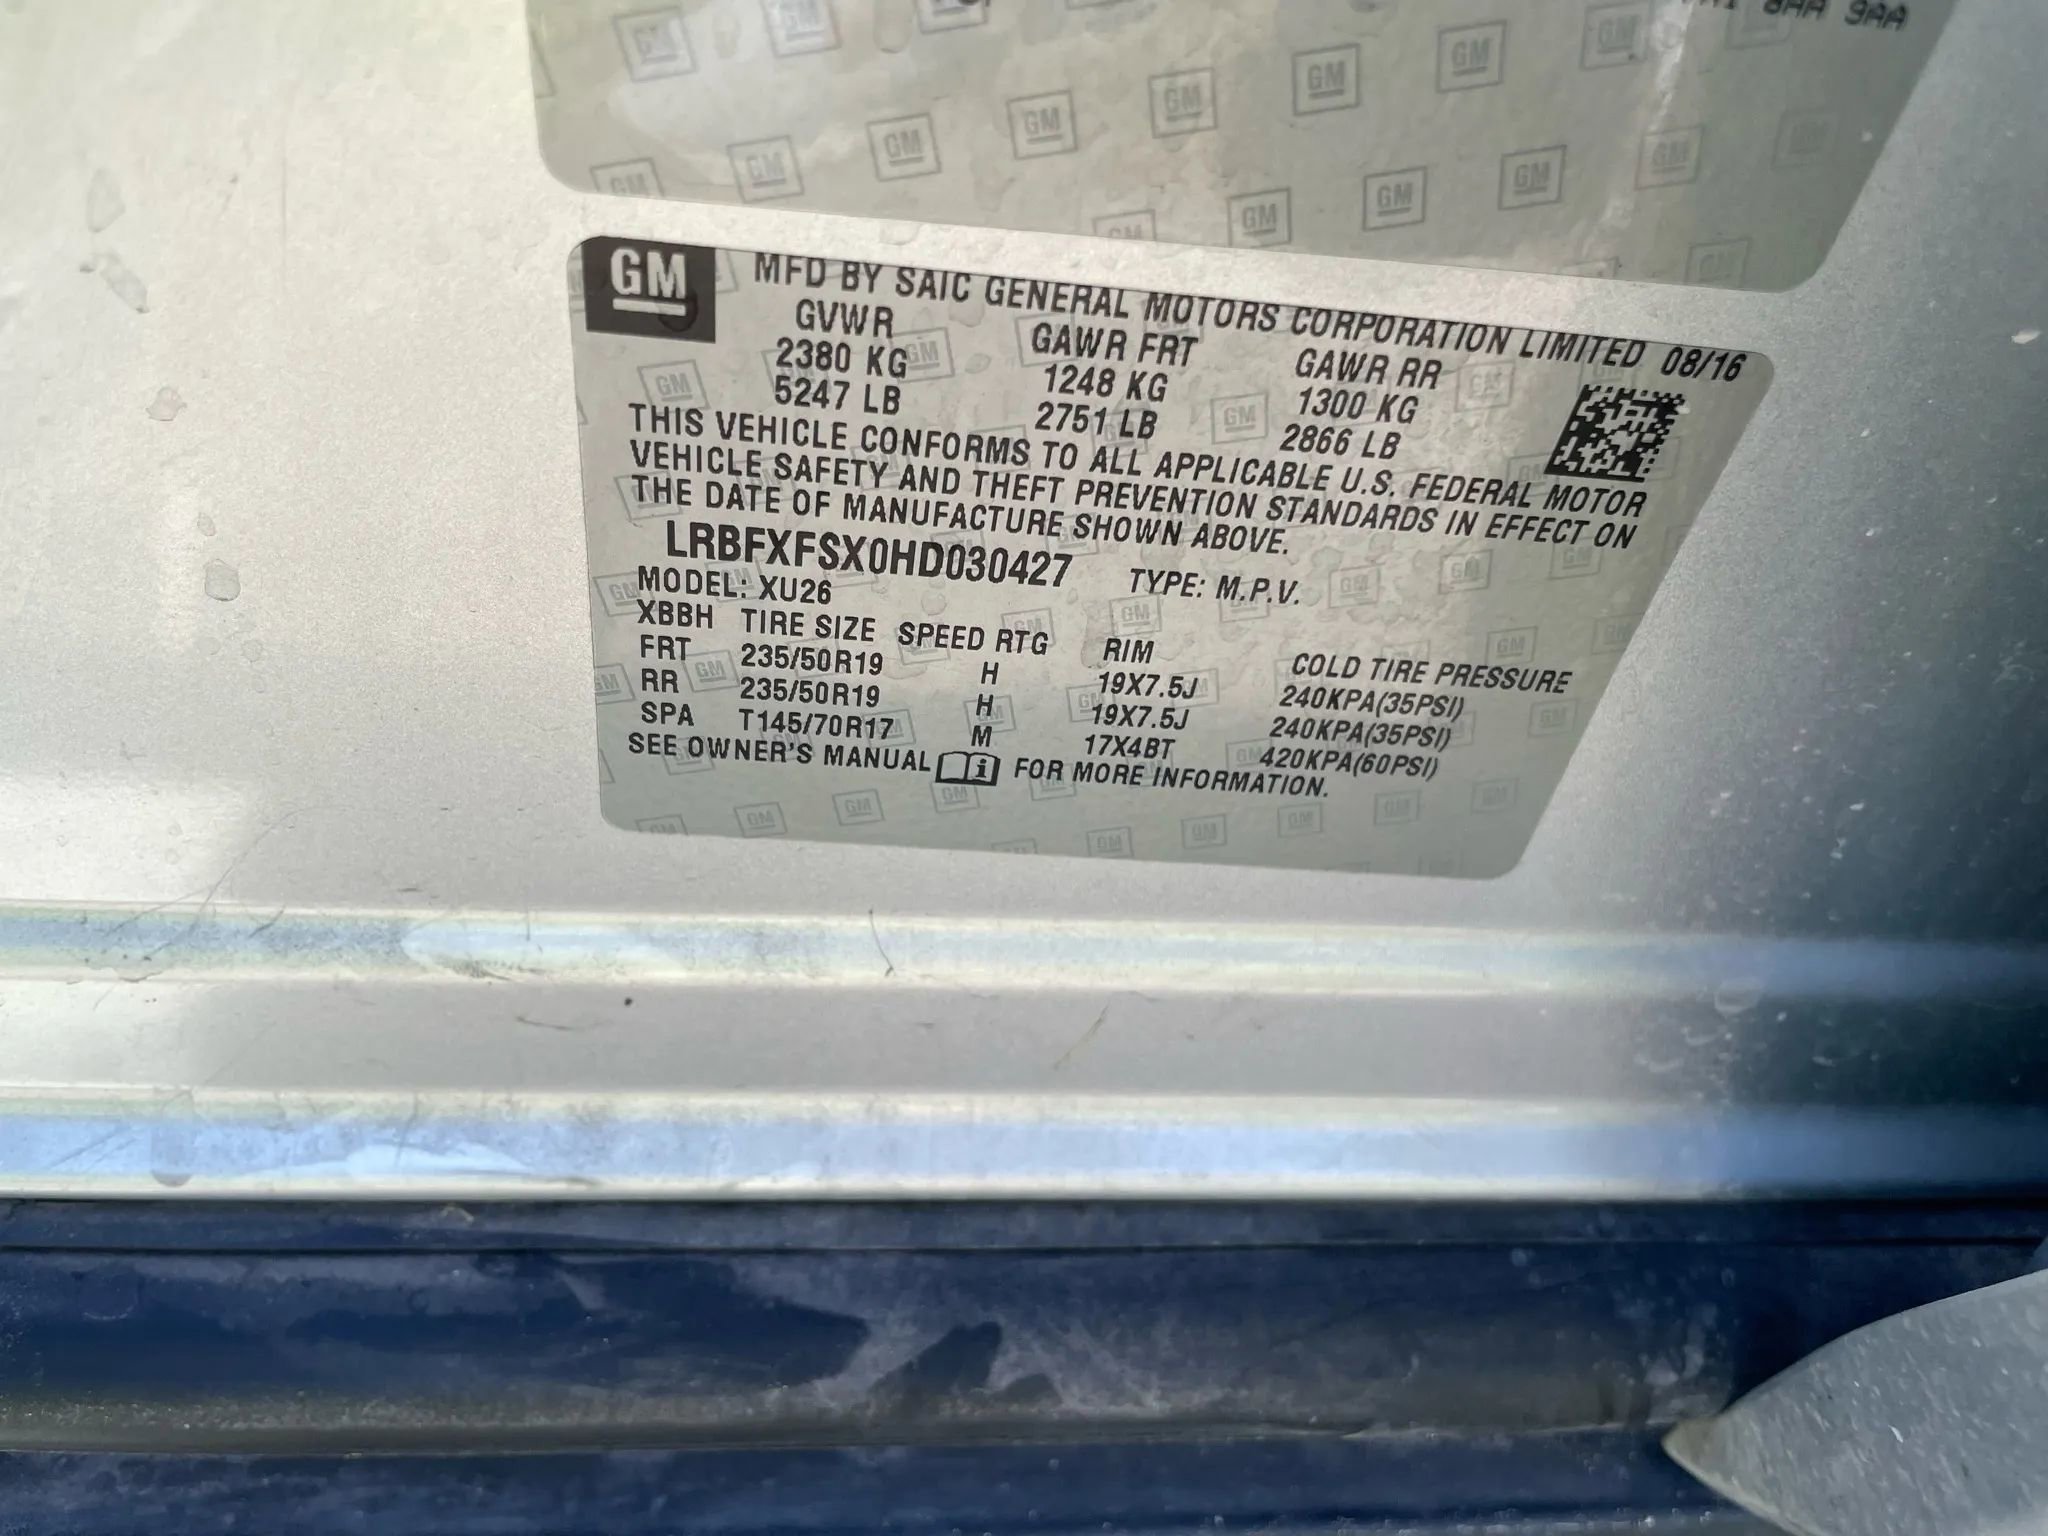 8AA 9AA
GM MFD BY SAIC GENERAL MOTORS CORPORATION LIMITED 08/16
GVWR GAWR FRT GAWR RR
2380 KG 1248 KG 1300 KG
5247 LB 2751 LB 2866 LB
THIS VEHICLE CONFORMS TO ALL APPLICABLE U.S. FEDERAL MOTOR
VEHICLE SAFETY AND THEFT PREVENTION STANDARDS IN EFFECT ON
THE DATE OF MANUFACTURE SHOWN ABOVE.
LRBFXFSX0HD030427 TYPE: M.P.V.
MODEL: XU26
XBBH TIRE SIZE SPEED RTG RIM COLD TIRE PRESSURE
FRT 235/50R19 H 19X7.5J 240KPA(35PSI)
RR 235/50R19 H 19X7.5J 240KPA(35PSI)
SPA T145/70R17 M 17X4BT 420KPA(60PSI)
SEE OWNER'S MANUAL i FOR MORE INFORMATION.